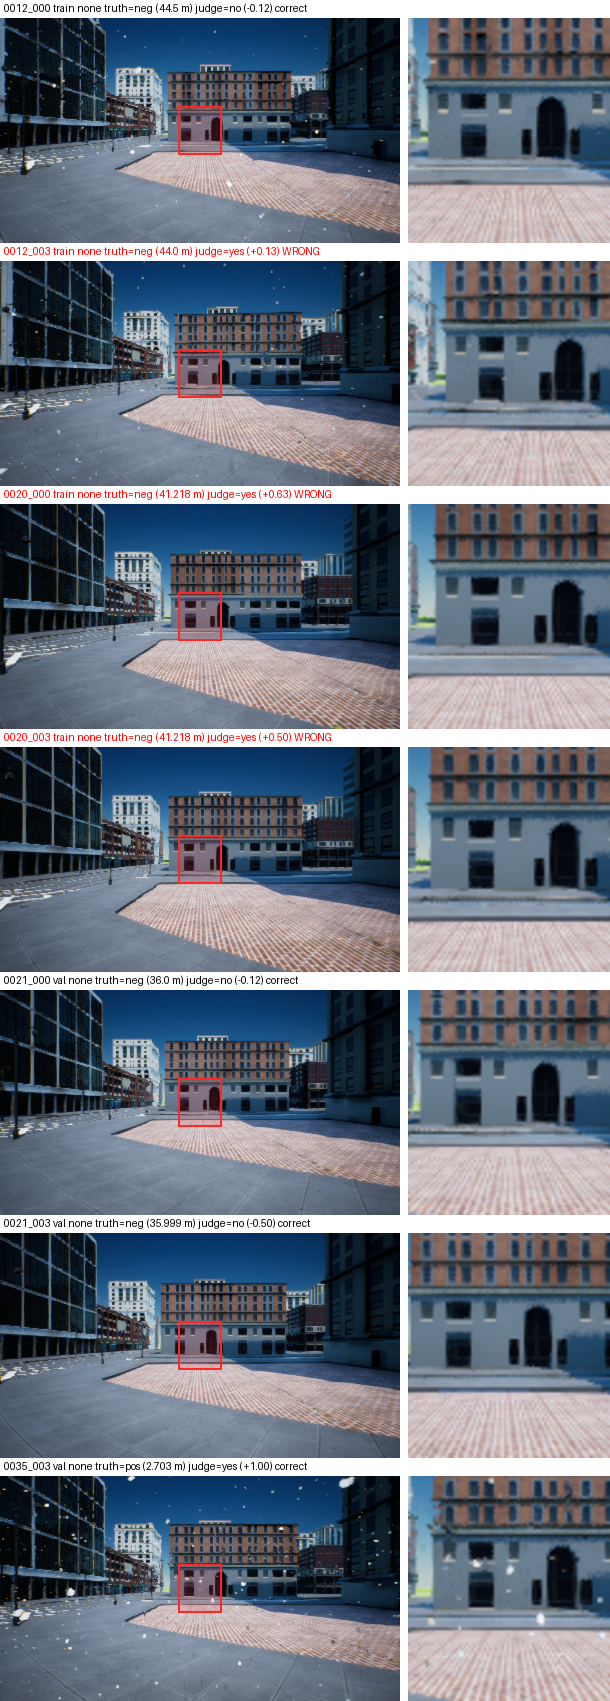 0012_000 train none truth=neg (44.5 m) judge=no (-0.12) correct
0012_003 train none truth=neg (44.0 m) judge=yes (+0.13) WRONG
0020_000 train none truth=neg (41.218 m) judge=yes (+0.63) WRONG
0020_003 train none truth=neg (41.218 m) judge=yes (+0.50) WRONG
0021_000 val none truth=neg (36.0 m) judge=no (-0.12) correct
0021_003 val none truth=neg (35.999 m) judge=no (-0.50) correct
0035_003 val none truth=pos (2.703 m) judge=yes (+1.00) correct